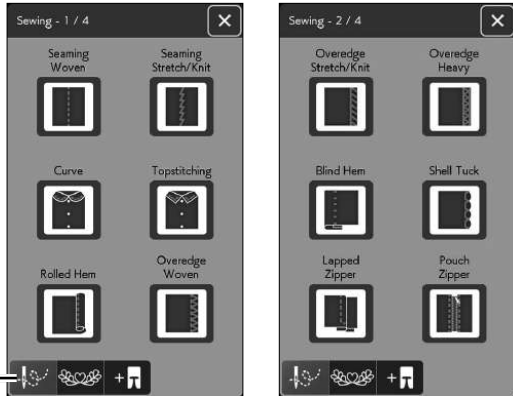 Sewing - 1 / 4
Seaming
Woven
Seaming
Stretch/Knit
Curve
Topstitching
Rolled Hem
Overedge
Woven
Sewing - 2 / 4
Overedge
Stretch/Knit
Overedge
Heavy
Blind Hem
Shell Tuck
Lapped
Zipper
Pouch
Zipper